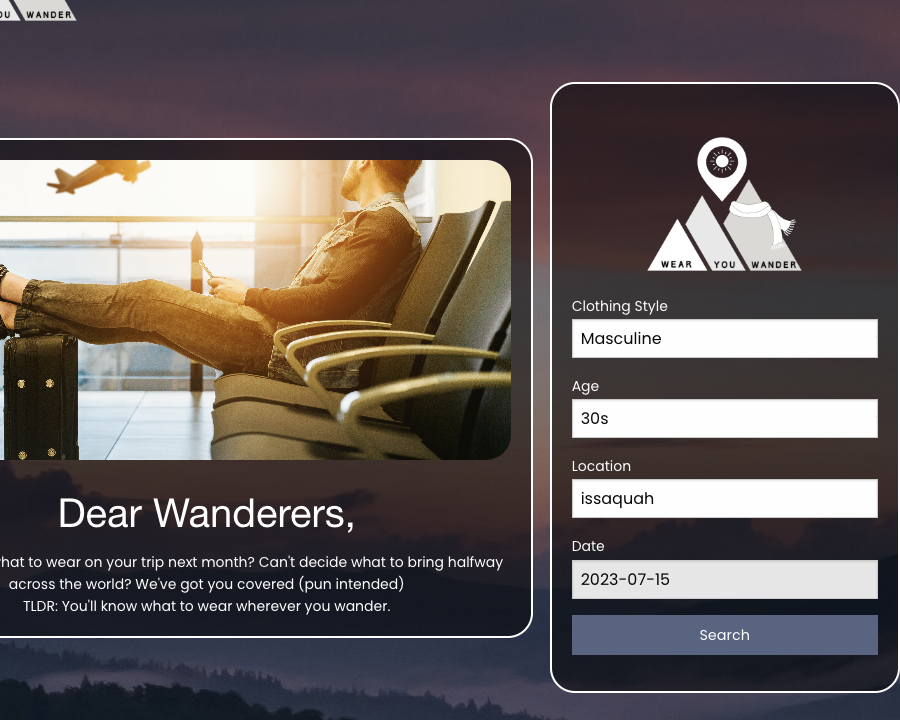 YOU WANDER
Dear Wanderers,
what to wear on your trip next month? Can't decide what to bring halfway
across the world? We've got you covered (pun intended)
TLDR: You'll know what to wear wherever you wander.
WEAR YOU WANDER
Clothing Style
Masculine
Age
30s
Location
issaquah
Date
2023-07-15
Search